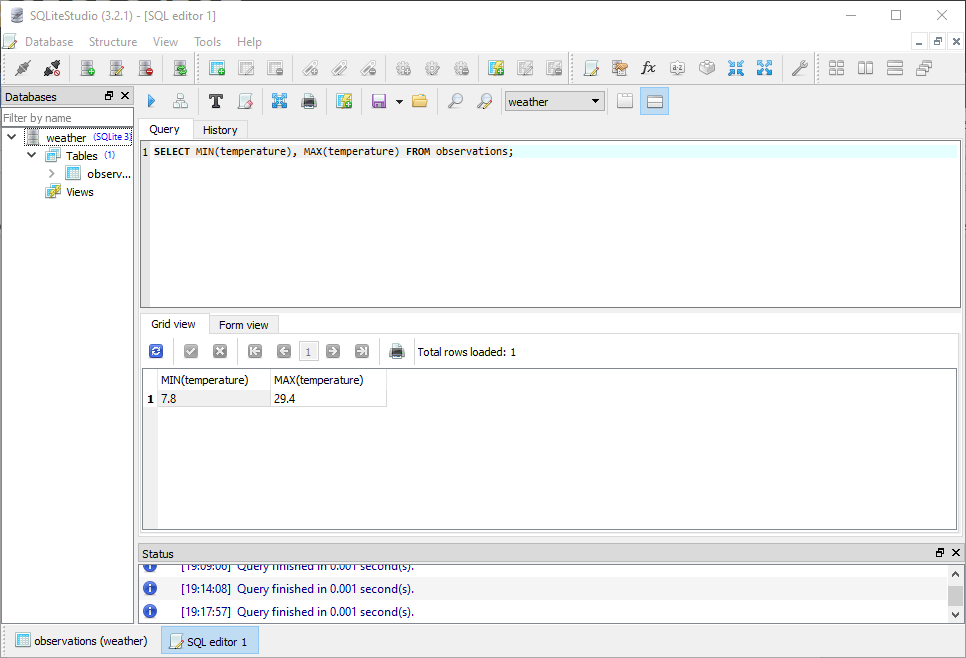 SQLiteStudio (3.2.1) - [SQL editor 1]
Database Structure View Tools Help
Databases
Filter by name
weather (SQLite 3)
Tables (1)
observ...
Views
weather
Query History
1 SELECT MIN(temperature), MAX(temperature) FROM observations;
Grid view Form view
1 Total rows loaded: 1
MIN(temperature) MAX(temperature)
1 7.8 29.4
Status
[19:09:06] Query finished in 0.001 second(s).
[19:14:08] Query finished in 0.001 second(s).
[19:17:57] Query finished in 0.001 second(s).
observations (weather) SQL editor 1